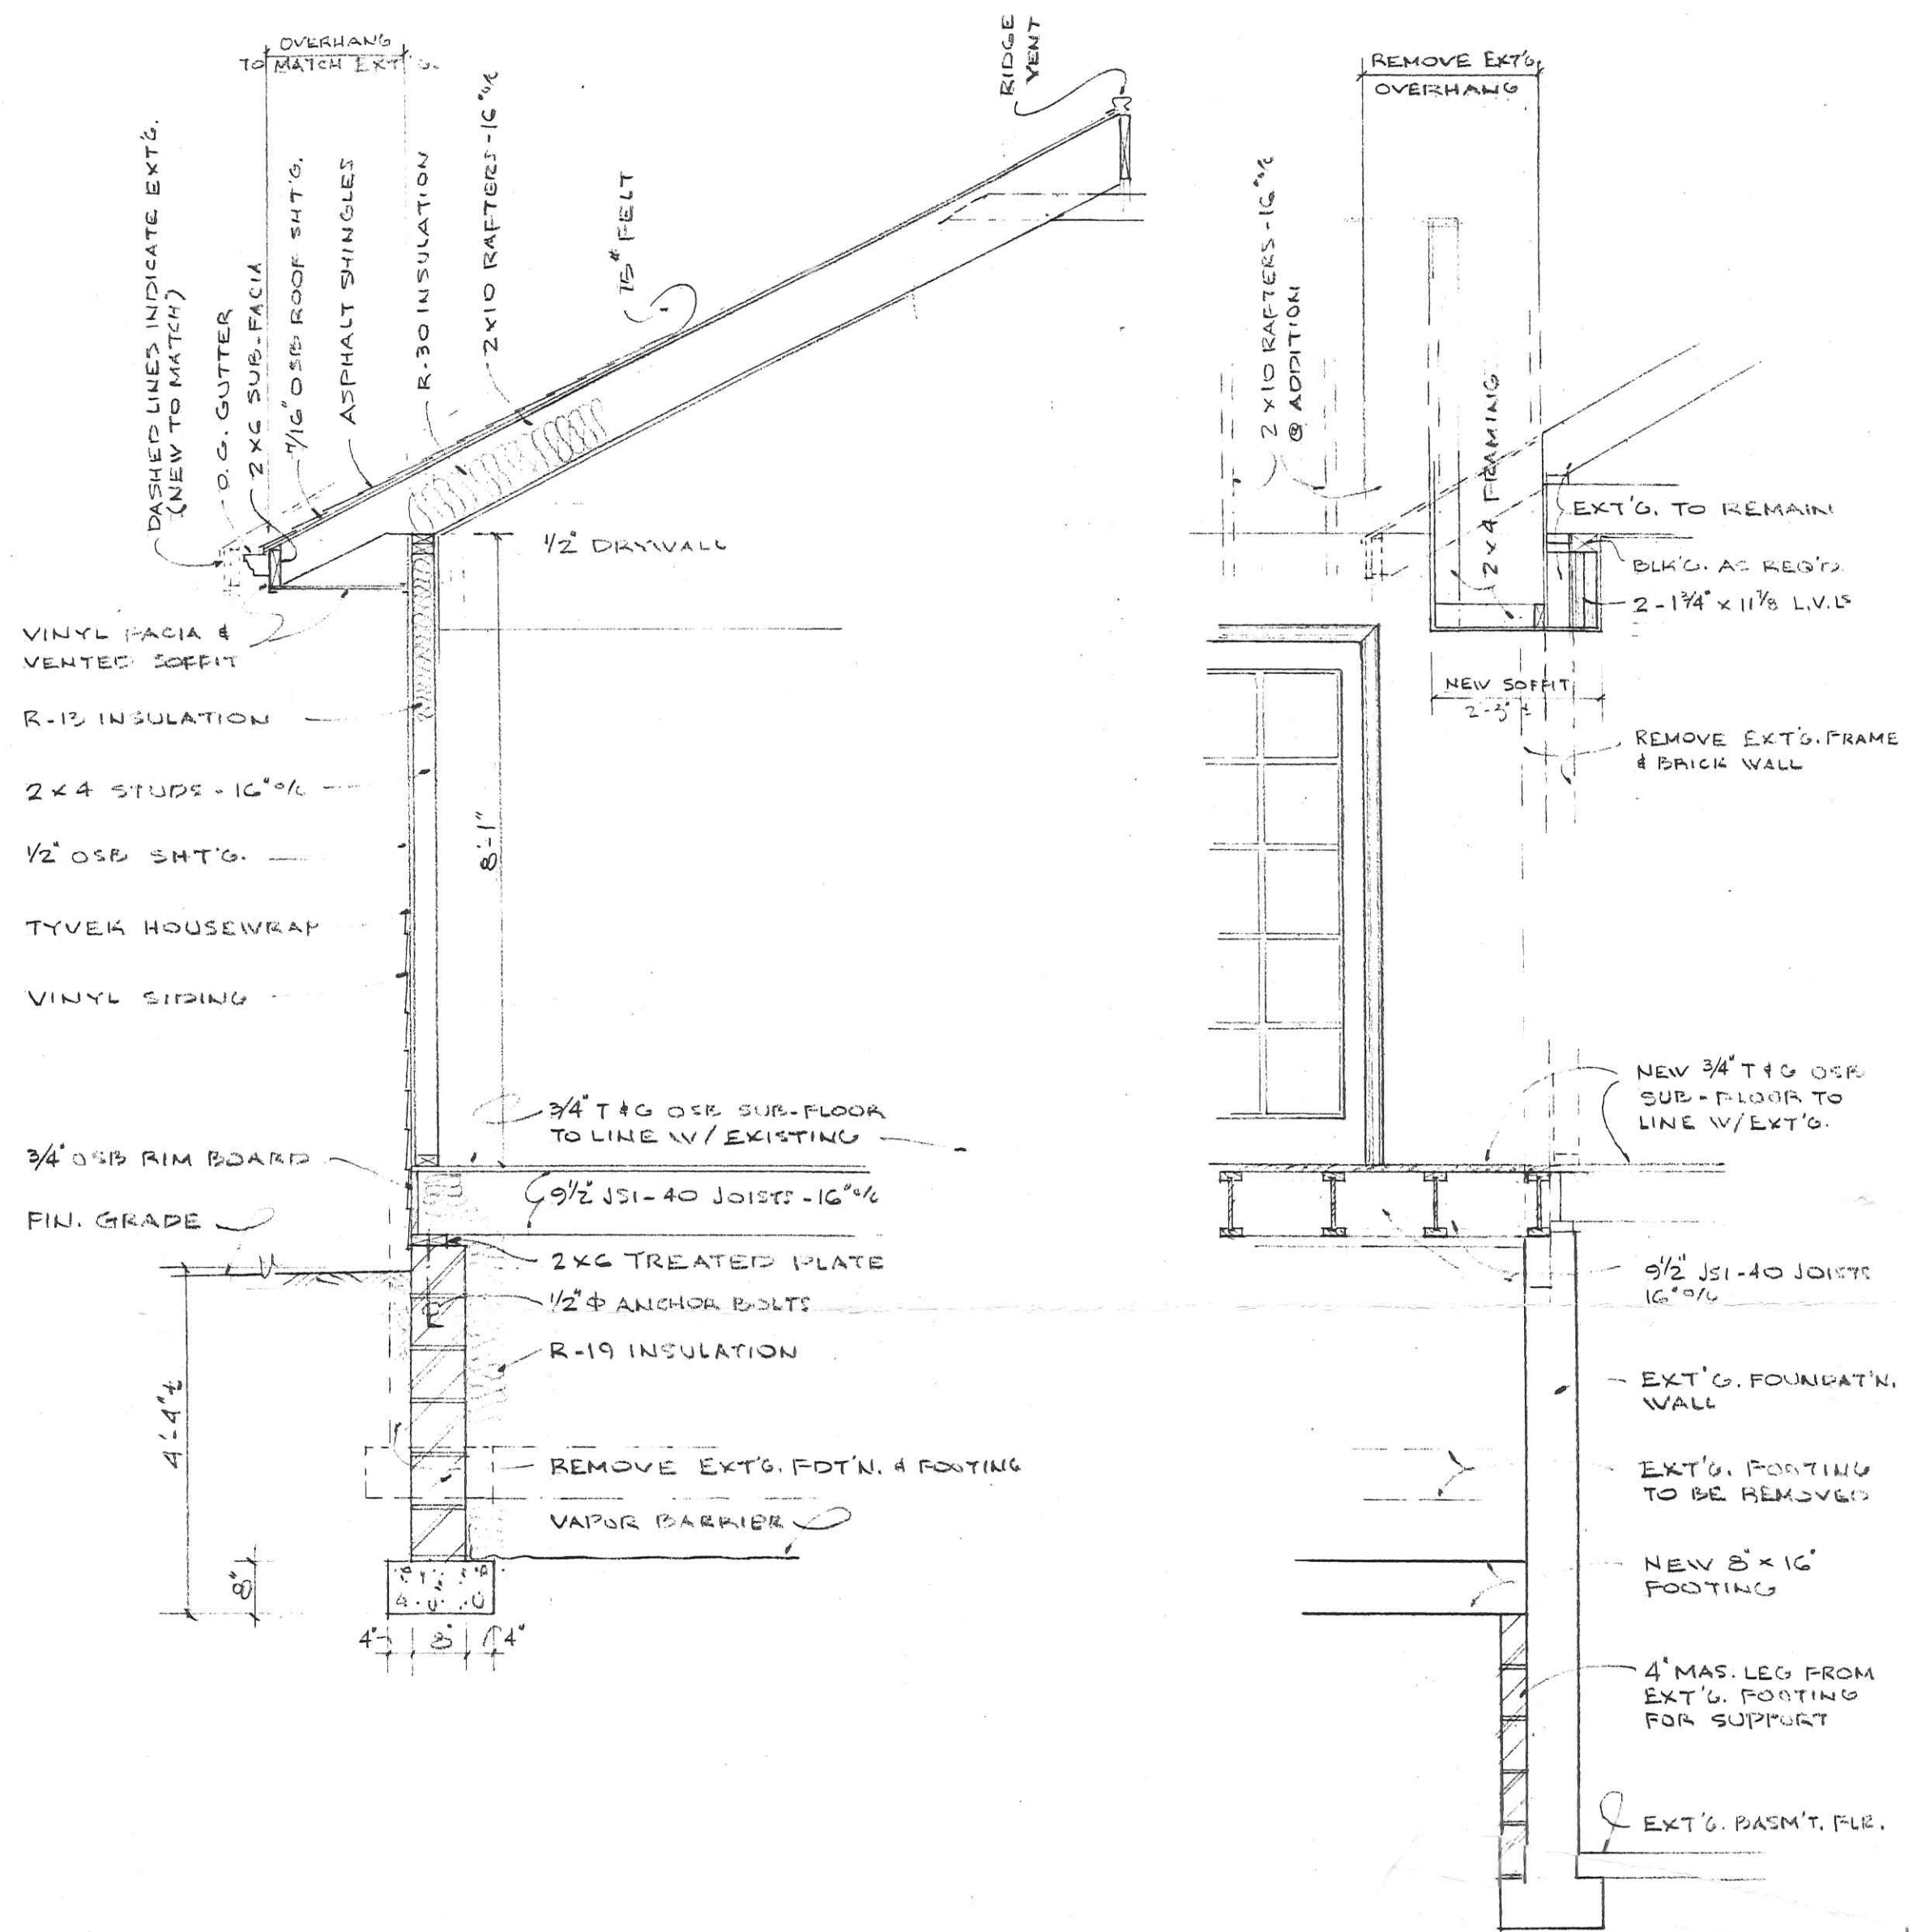 OVERHANG
TO MATCH EXT'G.
DASHED LINES INDICATE EXT'G.
(NEW TO MATCH)
O.G. GUTTER
2X6 SUB-FACIA
7/16" OSB ROOF SHT'G.
ASPHALT SHINGLES
R-30 INSULATION
2X10 RAFTERS-16"o/c
15# FELT
RIDGE
VENT
1/2" DRYWALL
VINYL FACIA &
VENTED SOFFIT
R-13 INSULATION
2X4 STUDS - 16"o/c
1/2" OSB SHT'G.
TYVEK HOUSEWRAP
VINYL SIDING
8'-1"
3/4" T&G OSB SUB-FLOOR
TO LINE W/ EXISTING
3/4" OSB RIM BOARD
9 1/2" JSI-40 JOISTS-16"o/c
FIN. GRADE
2X6 TREATED PLATE
1/2" Φ ANCHOR BOLTS
R-19 INSULATION
4'-4"±
REMOVE EXT'G. FDT'N. & FOOTING
VAPOR BARRIER
8"
4" 8" 4"
REMOVE EXT'G.
OVERHANG
2X10 RAFTERS-16"o/c
@ ADDITION
2X4 FRAMING
EXT'G. TO REMAIN
BLK'G. AS REQ'D.
2-1 3/4" X 11 7/8 L.V.L.S
NEW SOFFIT
2'-3" ±
REMOVE EXT'G. FRAME
& BRICK WALL
NEW 3/4" T&G OSB
SUB-FLOOR TO
LINE W/EXT'G.
9 1/2" JSI-40 JOISTS
16"o/c
EXT'G. FOUNDAT'N.
WALL
EXT'G. FOOTING
TO BE REMOVED
NEW 8" X 16"
FOOTING
4" MAS. LEG FROM
EXT'G. FOOTING
FOR SUPPORT
EXT'G. BASM'T. FLR.